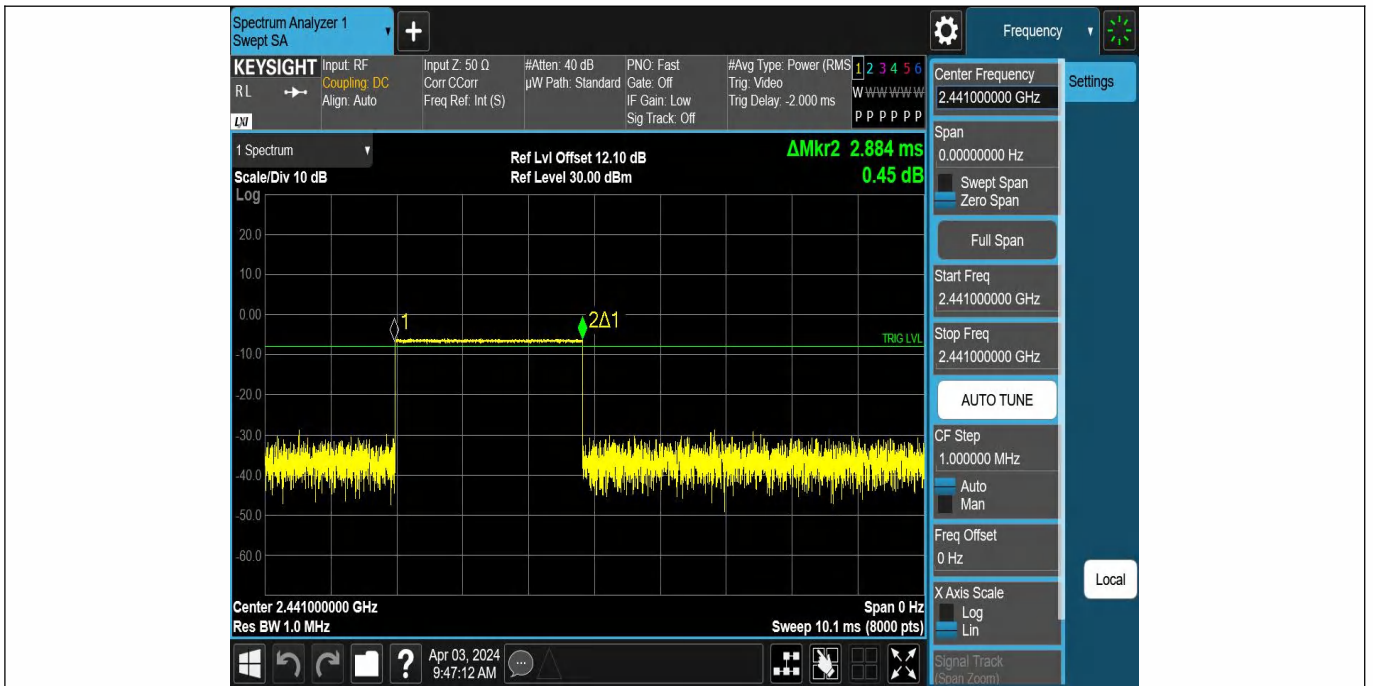 Spectrum Analyzer 1
Swept SA
+
Frequency
KEYSIGHT
RL
LXI
Input: RF
Coupling: DC
Align: Auto
Input Z: 50 Ω
Corr CCorr
Freq Ref: Int (S)
#Atten: 40 dB
µW Path: Standard
PNO: Fast
Gate: Off
IF Gain: Low
Sig Track: Off
#Avg Type: Power (RMS
Trig: Video
Trig Delay: -2.000 ms
1 2 3 4 5 6
W W W W W W
P P P P P P
1 Spectrum
Scale/Div 10 dB
Ref Lvl Offset 12.10 dB
Ref Level 30.00 dBm
ΔMkr2 2.884 ms
0.45 dB
Log
20.0
10.0
0.00
-10.0
-20.0
-30.0
-40.0
-50.0
-60.0
1
2Δ1
TRIG LVL
Center 2.441000000 GHz
Res BW 1.0 MHz
Span 0 Hz
Sweep 10.1 ms (8000 pts)
Center Frequency
2.441000000 GHz
Settings
Span
0.00000000 Hz
Swept Span
Zero Span
Full Span
Start Freq
2.441000000 GHz
Stop Freq
2.441000000 GHz
AUTO TUNE
CF Step
1.000000 MHz
Auto
Man
Freq Offset
0 Hz
X Axis Scale
Log
Lin
Signal Track
(Span Zoom)
Local
?
Apr 03, 2024
9:47:12 AM